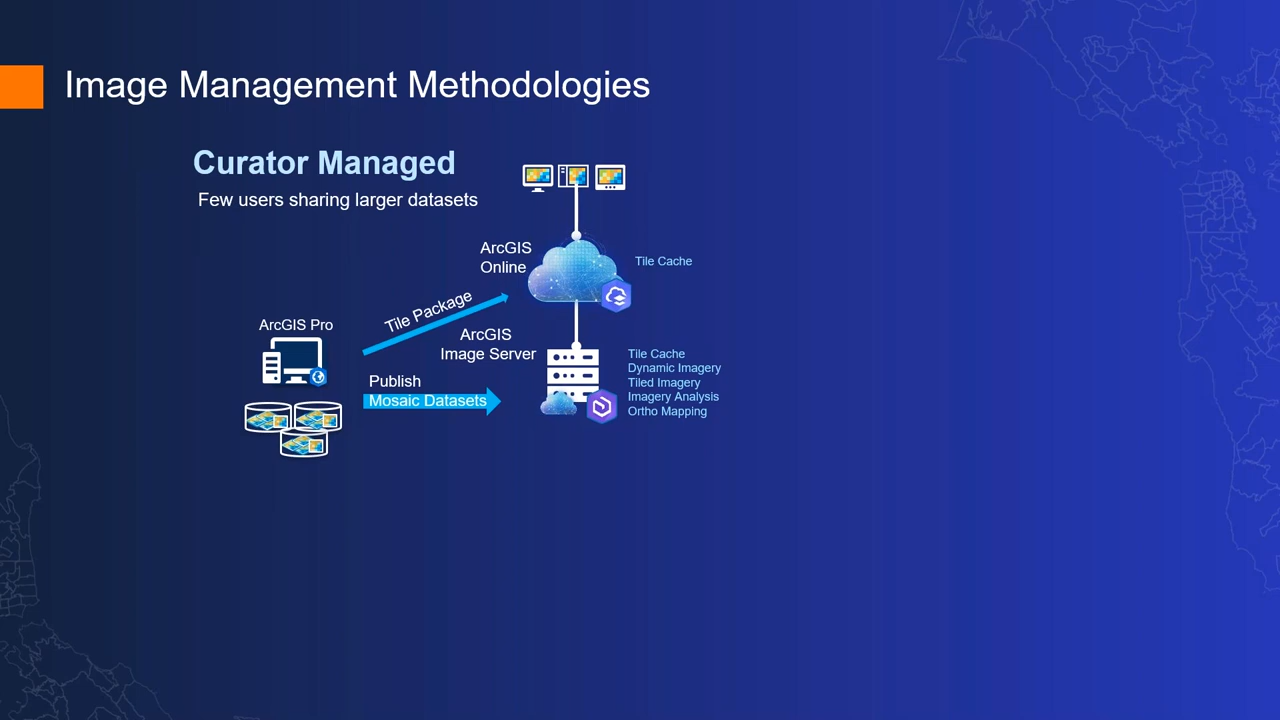 Image Management Methodologies
Curator Managed
Few users sharing larger datasets
ArcGIS
Online
Tile Cache
Tile Package
ArcGIS Pro
ArcGIS
Image Server
Tile Cache
Dynamic Imagery
Tiled Imagery
Imagery Analysis
Ortho Mapping
Publish
Mosaic Datasets